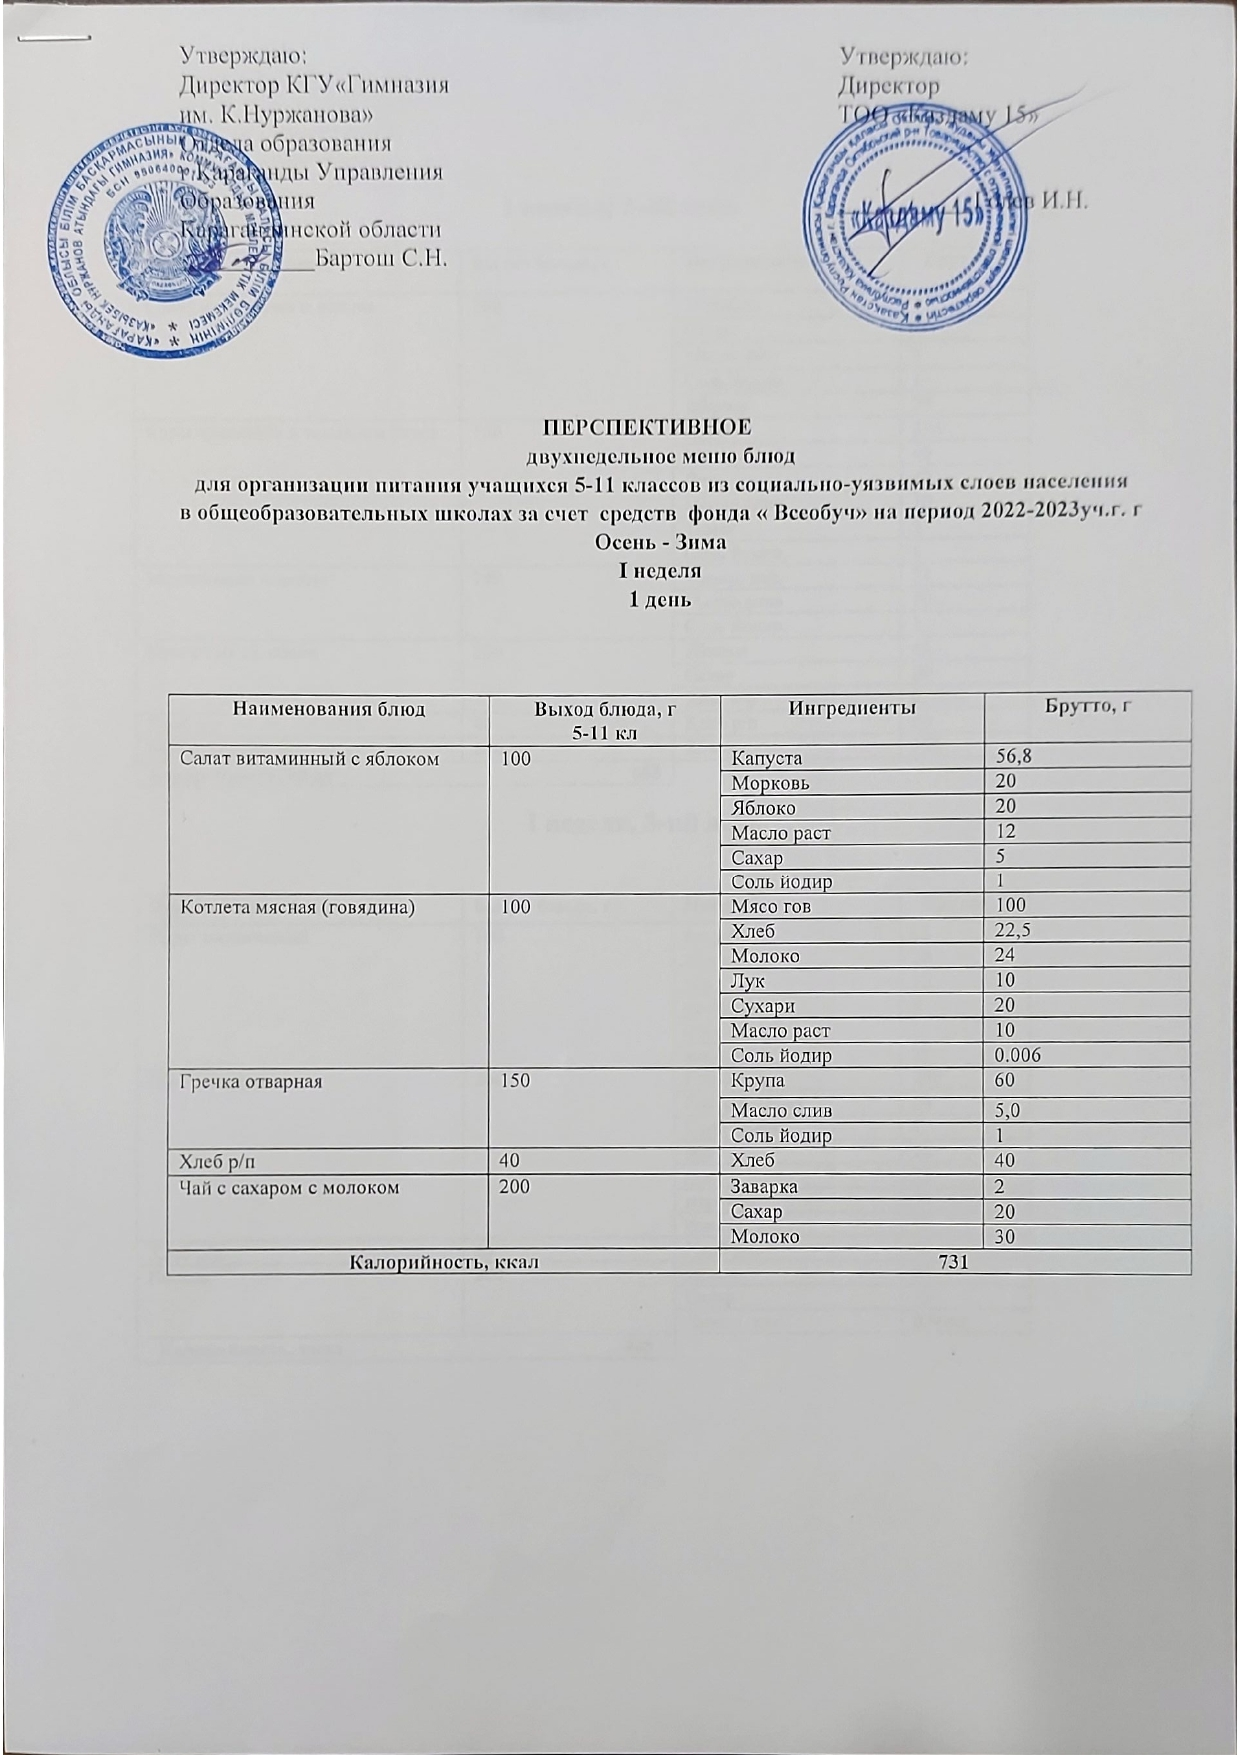 Утверждаю:
Директор КГУ«Гимназия
им. К.Нуржанова»
Отдела образования
г.Караганды Управления
Образования
Карагандинской области
__________Бартош С.Н.
Утверждаю:
Директор
ТОО «Каздаму 15»
И.Н.
«Қаздаму 15»
ПЕРСПЕКТИВНОЕ
двухнедельное меню блюд
для организации питания учащихся 5-11 классов из социально-уязвимых слоев населения
в общеобразовательных школах за счет средств фонда « Всеобуч» на период 2022-2023уч.г. г
Осень - Зима
I неделя
1 день
Наименования блюд Выход блюда, г Ингредиенты Брутто, г
5-11 кл
Салат витаминный с яблоком 100 Капуста 56,8
Морковь 20
Яблоко 20
Масло раст 12
Сахар 5
Соль йодир 1
Котлета мясная (говядина) 100 Мясо гов 100
Хлеб 22,5
Молоко 24
Лук 10
Сухари 20
Масло раст 10
Соль йодир 0.006
Гречка отварная 150 Крупа 60
Масло слив 5,0
Соль йодир 1
Хлеб р/п 40 Хлеб 40
Чай с сахаром с молоком 200 Заварка 2
Сахар 20
Молоко 30
Калорийность, ккал 731